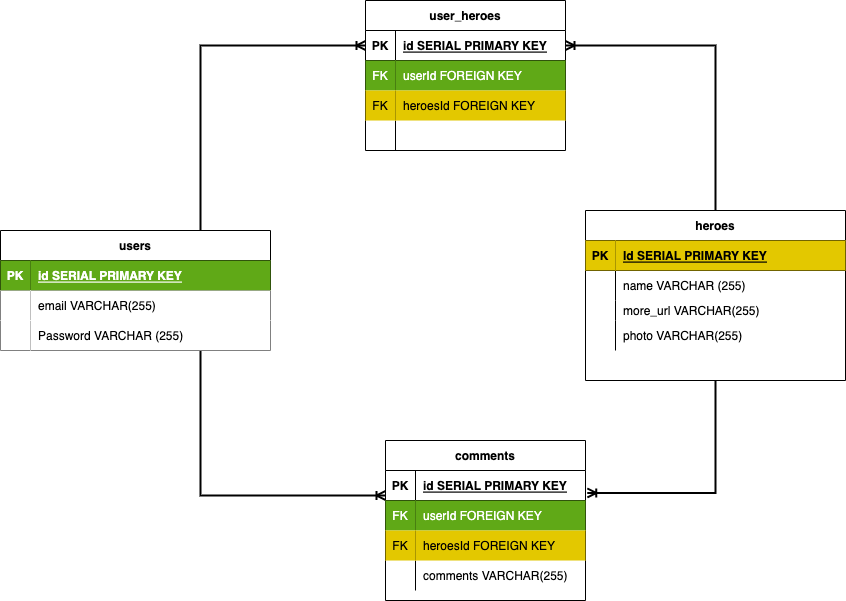 user_heroes
PK id SERIAL PRIMARY KEY
FK userId FOREIGN KEY
FK heroesId FOREIGN KEY
users
PK id SERIAL PRIMARY KEY
email VARCHAR(255)
Password VARCHAR (255)
heroes
PK Id SERIAL PRIMARY KEY
name VARCHAR (255)
more_url VARCHAR(255)
photo VARCHAR(255)
comments
PK id SERIAL PRIMARY KEY
FK userId FOREIGN KEY
FK heroesId FOREIGN KEY
comments VARCHAR(255)